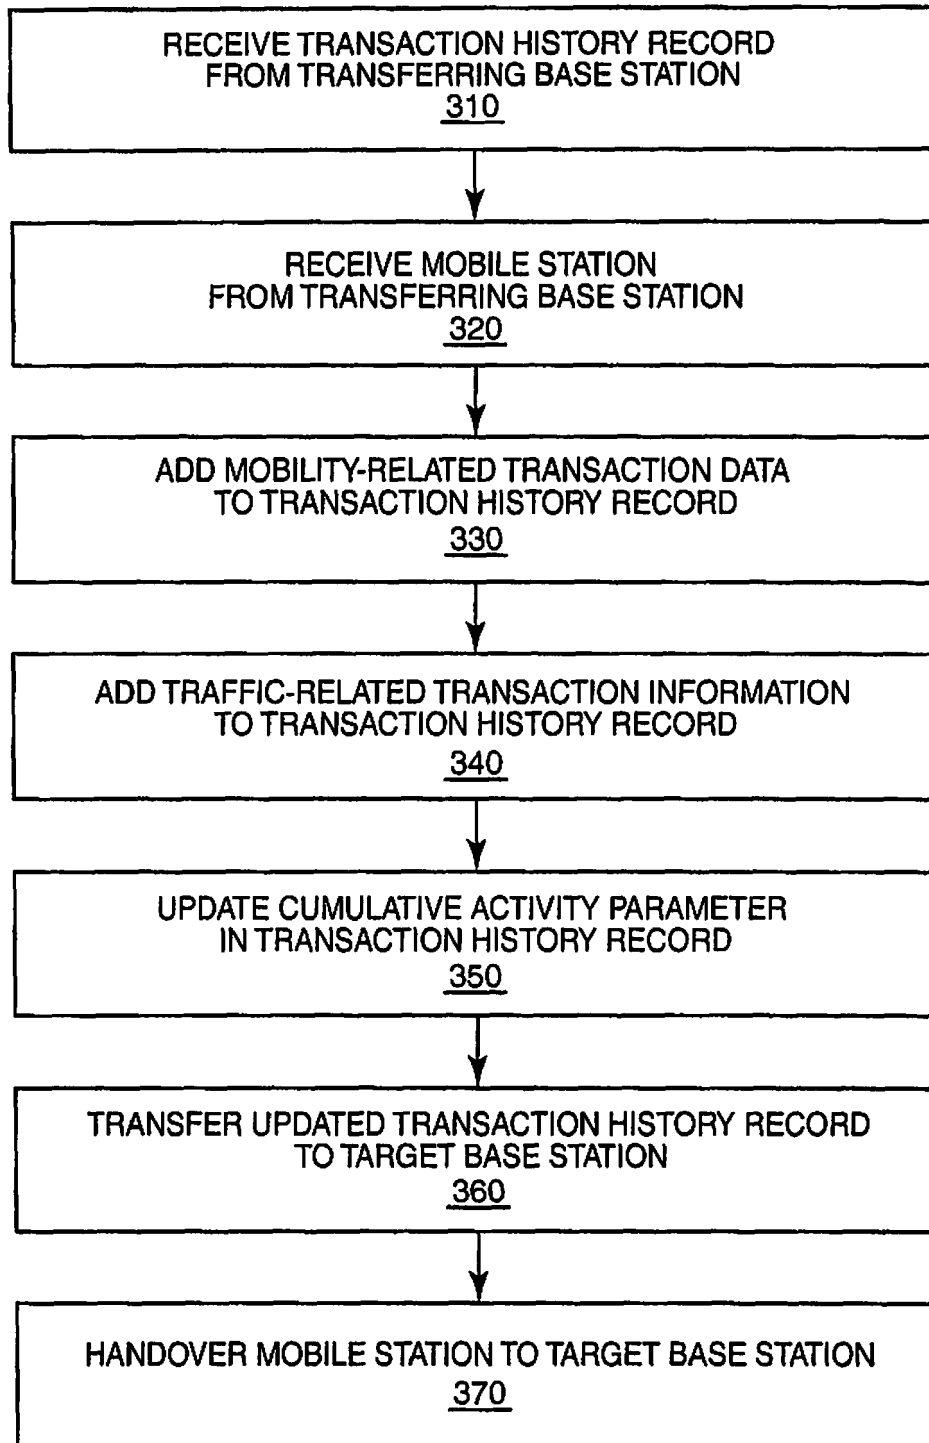 RECEIVE TRANSACTION HISTORY RECORD
FROM TRANSFERRING BASE STATION
310
RECEIVE MOBILE STATION
FROM TRANSFERRING BASE STATION
320
ADD MOBILITY-RELATED TRANSACTION DATA
TO TRANSACTION HISTORY RECORD
330
ADD TRAFFIC-RELATED TRANSACTION INFORMATION
TO TRANSACTION HISTORY RECORD
340
UPDATE CUMULATIVE ACTIVITY PARAMETER
IN TRANSACTION HISTORY RECORD
350
TRANSFER UPDATED TRANSACTION HISTORY RECORD
TO TARGET BASE STATION
360
HANDOVER MOBILE STATION TO TARGET BASE STATION
370